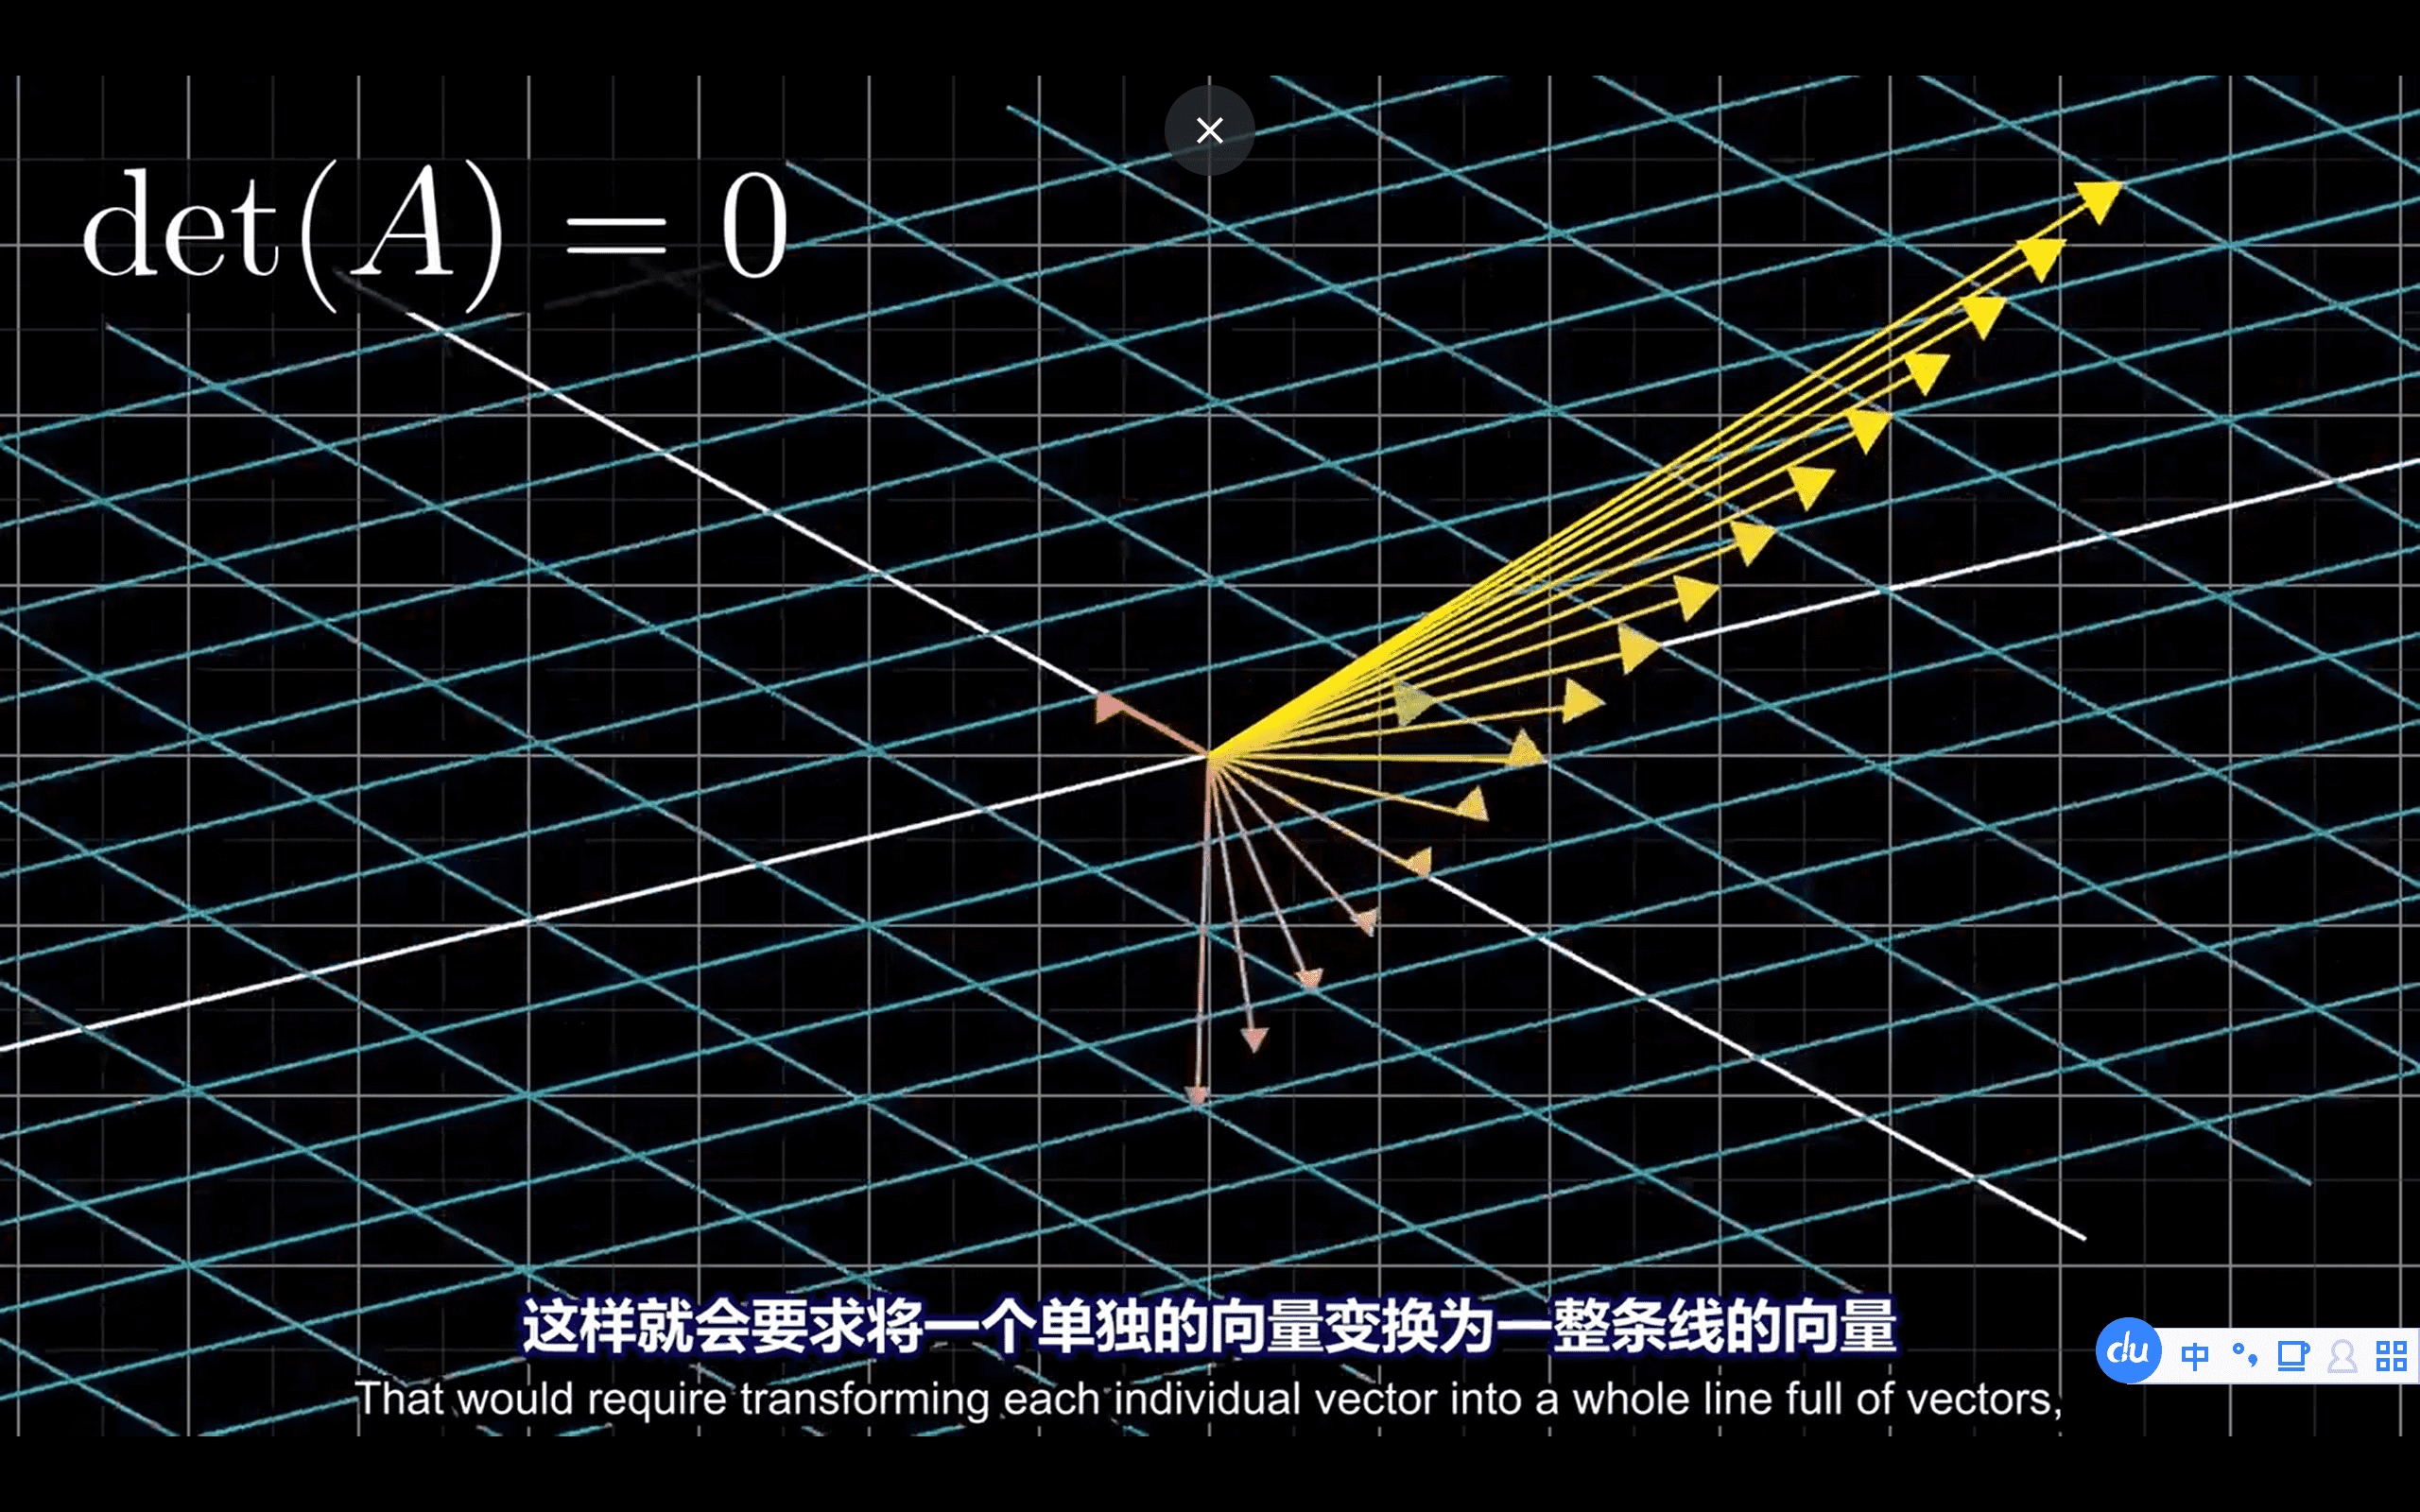 det(A) = 0
这样就会要求将一个单独的向量变换为一整条线的向量
That would require transforming each individual vector into a whole line full of vectors,
du 中 °,